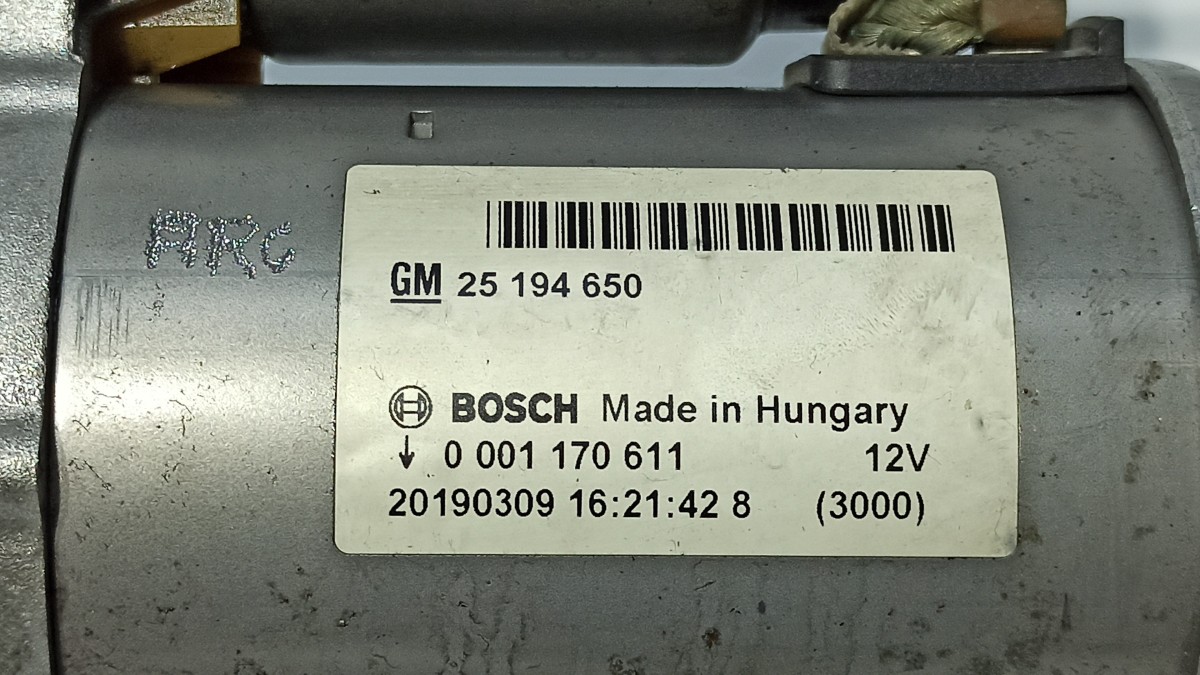 ARC
GM 25 194 650
BOSCH Made in Hungary
↓ 0 001 170 611 12V
20190309 16:21:42 8 (3000)